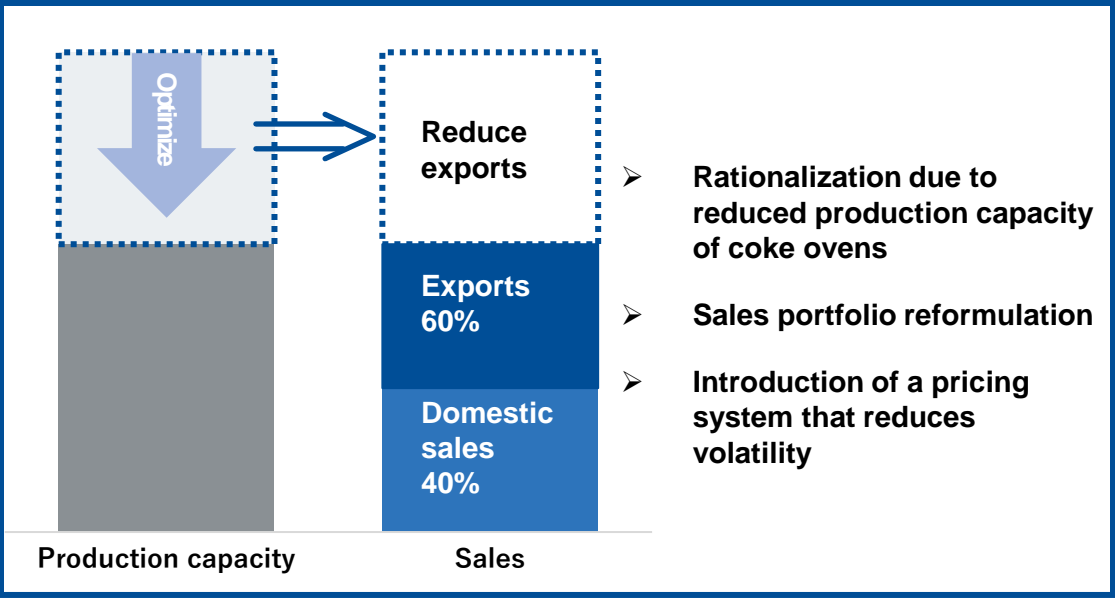 Optimize
Reduce
exports
Exports
60%
Domestic
sales
40%
Production capacity
Sales
➢ Rationalization due to
reduced production capacity
of coke ovens
➢ Sales portfolio reformulation
➢ Introduction of a pricing
system that reduces
volatility